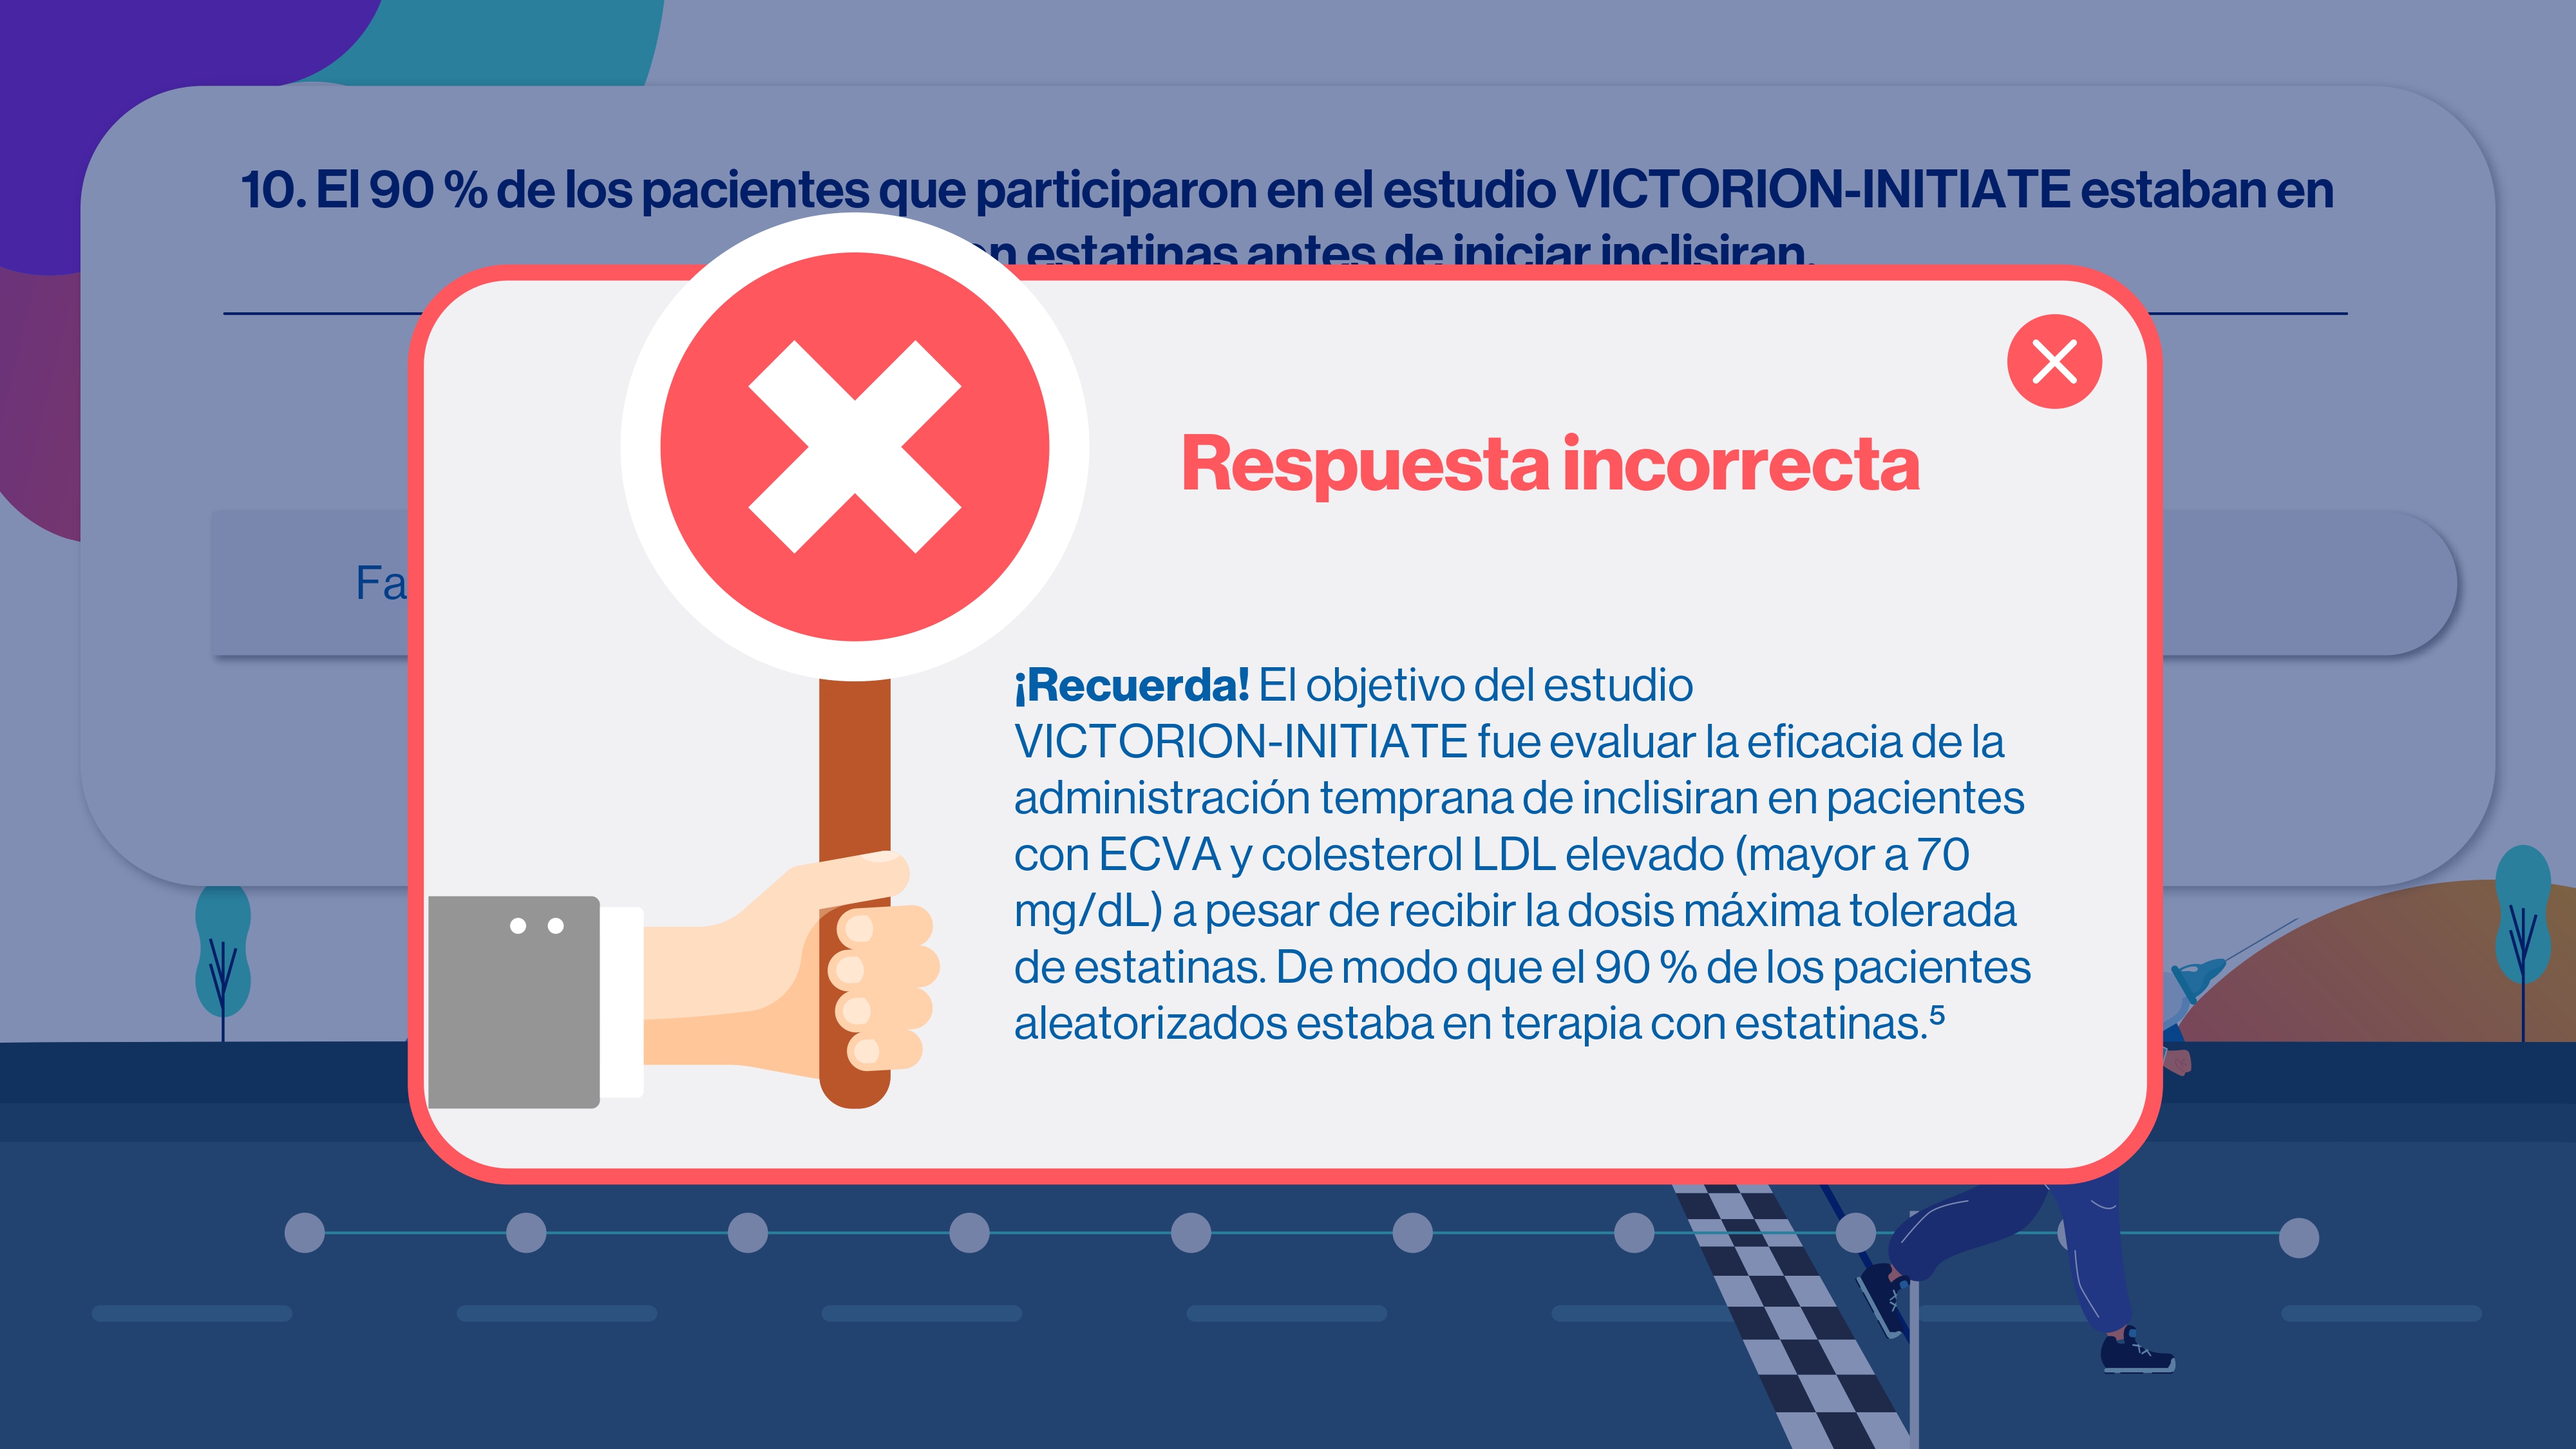 10. El 90 % de los pacientes que participaron en el estudio VICTORION-INITIATE estaban en
estatinas antes de iniciar inclisiran.
Respuesta incorrecta
¡Recuerda! El objetivo del estudio
VICTORION-INITIATE fue evaluar la eficacia de la
administración temprana de inclisiran en pacientes
con ECVA y colesterol LDL elevado (mayor a 70
mg/dL) a pesar de recibir la dosis máxima tolerada
de estatinas. De modo que el 90 % de los pacientes
aleatorizados estaba en terapia con estatinas.⁵